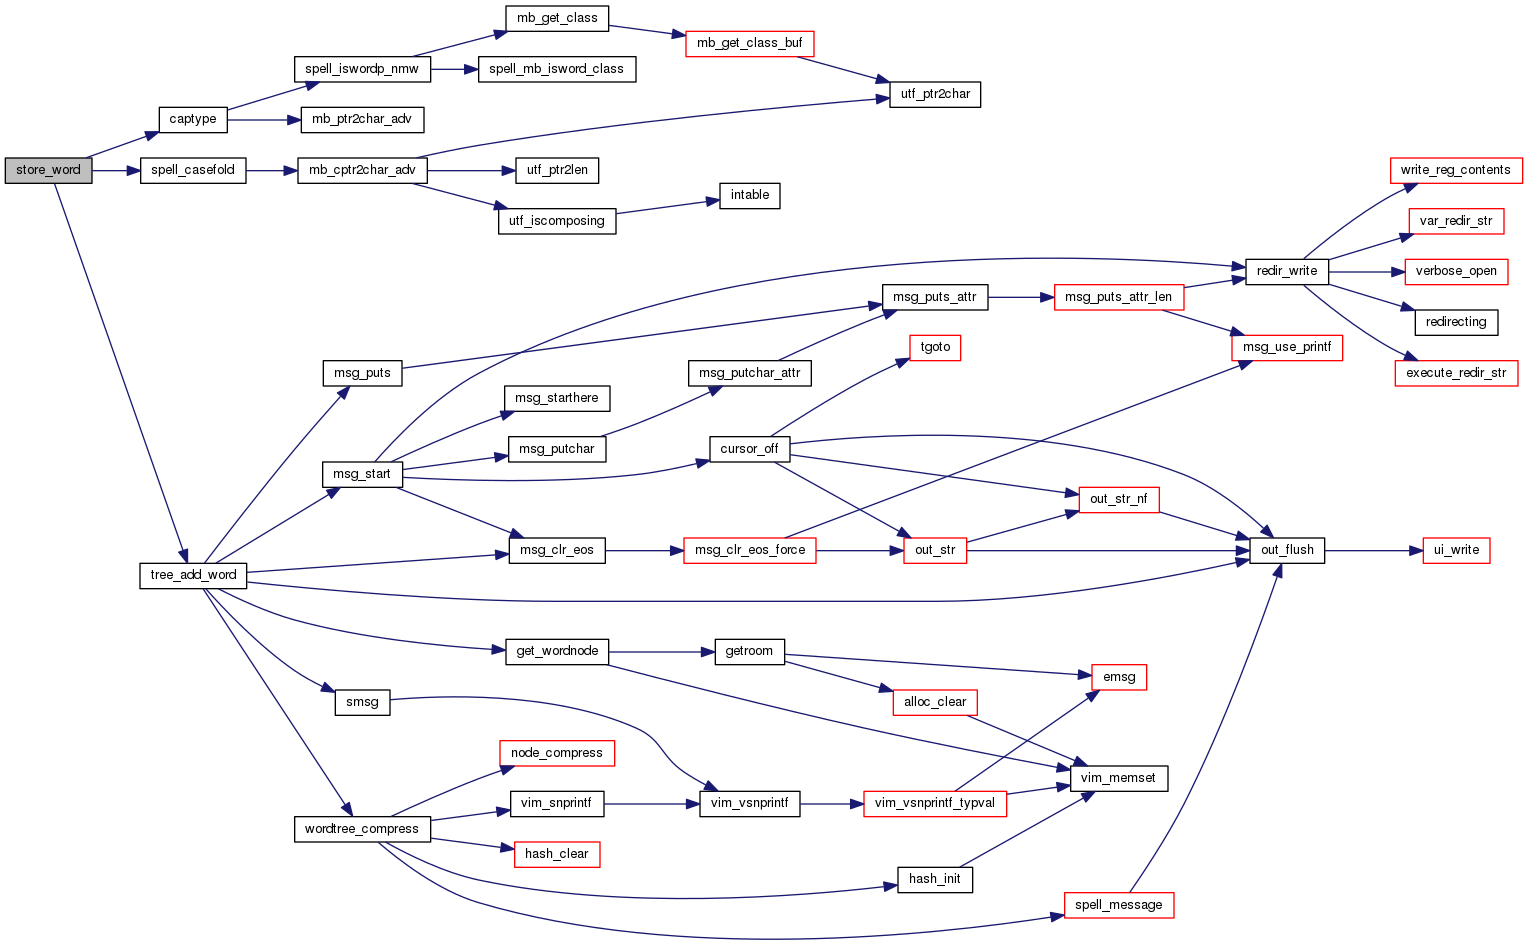 mb_get_class
mb_get_class_buf
spell_iswordp_nmw
spell_mb_isword_class
utf_ptr2char
captype
mb_ptr2char_adv
store_word
spell_casefold
mb_cptr2char_adv
utf_ptr2len
write_reg_contents
intable
utf_iscomposing
var_redir_str
redir_write
verbose_open
msg_puts_attr
msg_puts_attr_len
redirecting
tgoto
msg_use_printf
msg_puts
msg_putchar_attr
execute_redir_str
msg_starthere
msg_putchar
cursor_off
msg_start
out_str_nf
msg_clr_eos
msg_clr_eos_force
out_str
out_flush
ui_write
tree_add_word
get_wordnode
getroom
emsg
smsg
alloc_clear
node_compress
vim_memset
vim_snprintf
vim_vsnprintf
vim_vsnprintf_typval
wordtree_compress
hash_clear
hash_init
spell_message